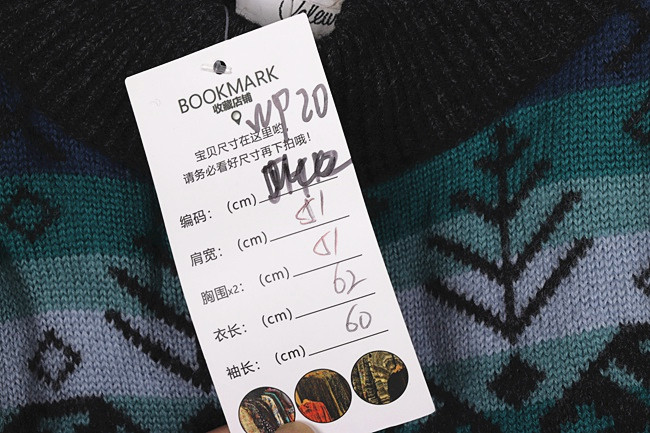 BOOKMARK
收藏店铺
WP20
宝贝尺寸在这里哟,
请务必看好尺寸再下拍哦!
编码: (cm)
肩宽: (cm) 51
胸围x2: (cm) 51
衣长: (cm) 62
袖长: (cm) 60